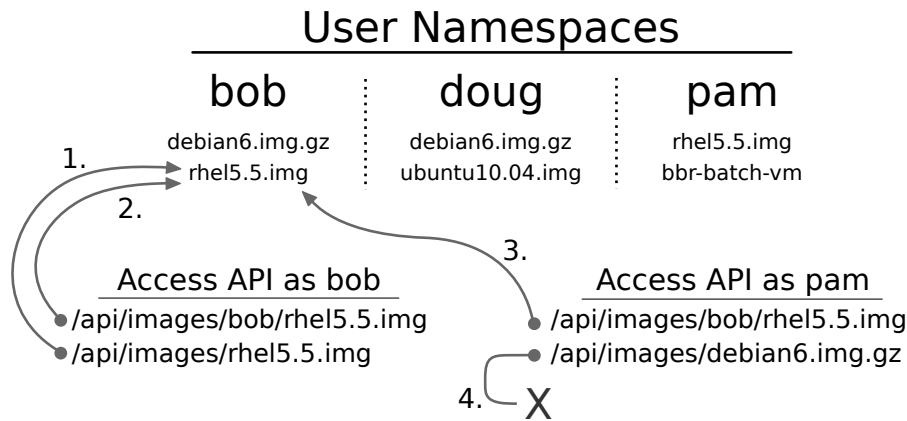 User Namespaces
bob
doug
pam
debian6.img.gz
rhel5.5.img
debian6.img.gz
ubuntu10.04.img
rhel5.5.img
bbr-batch-vm
1.
2.
3.
Access API as bob
/api/images/bob/rhel5.5.img
/api/images/rhel5.5.img
Access API as pam
/api/images/bob/rhel5.5.img
/api/images/debian6.img.gz
4.
X